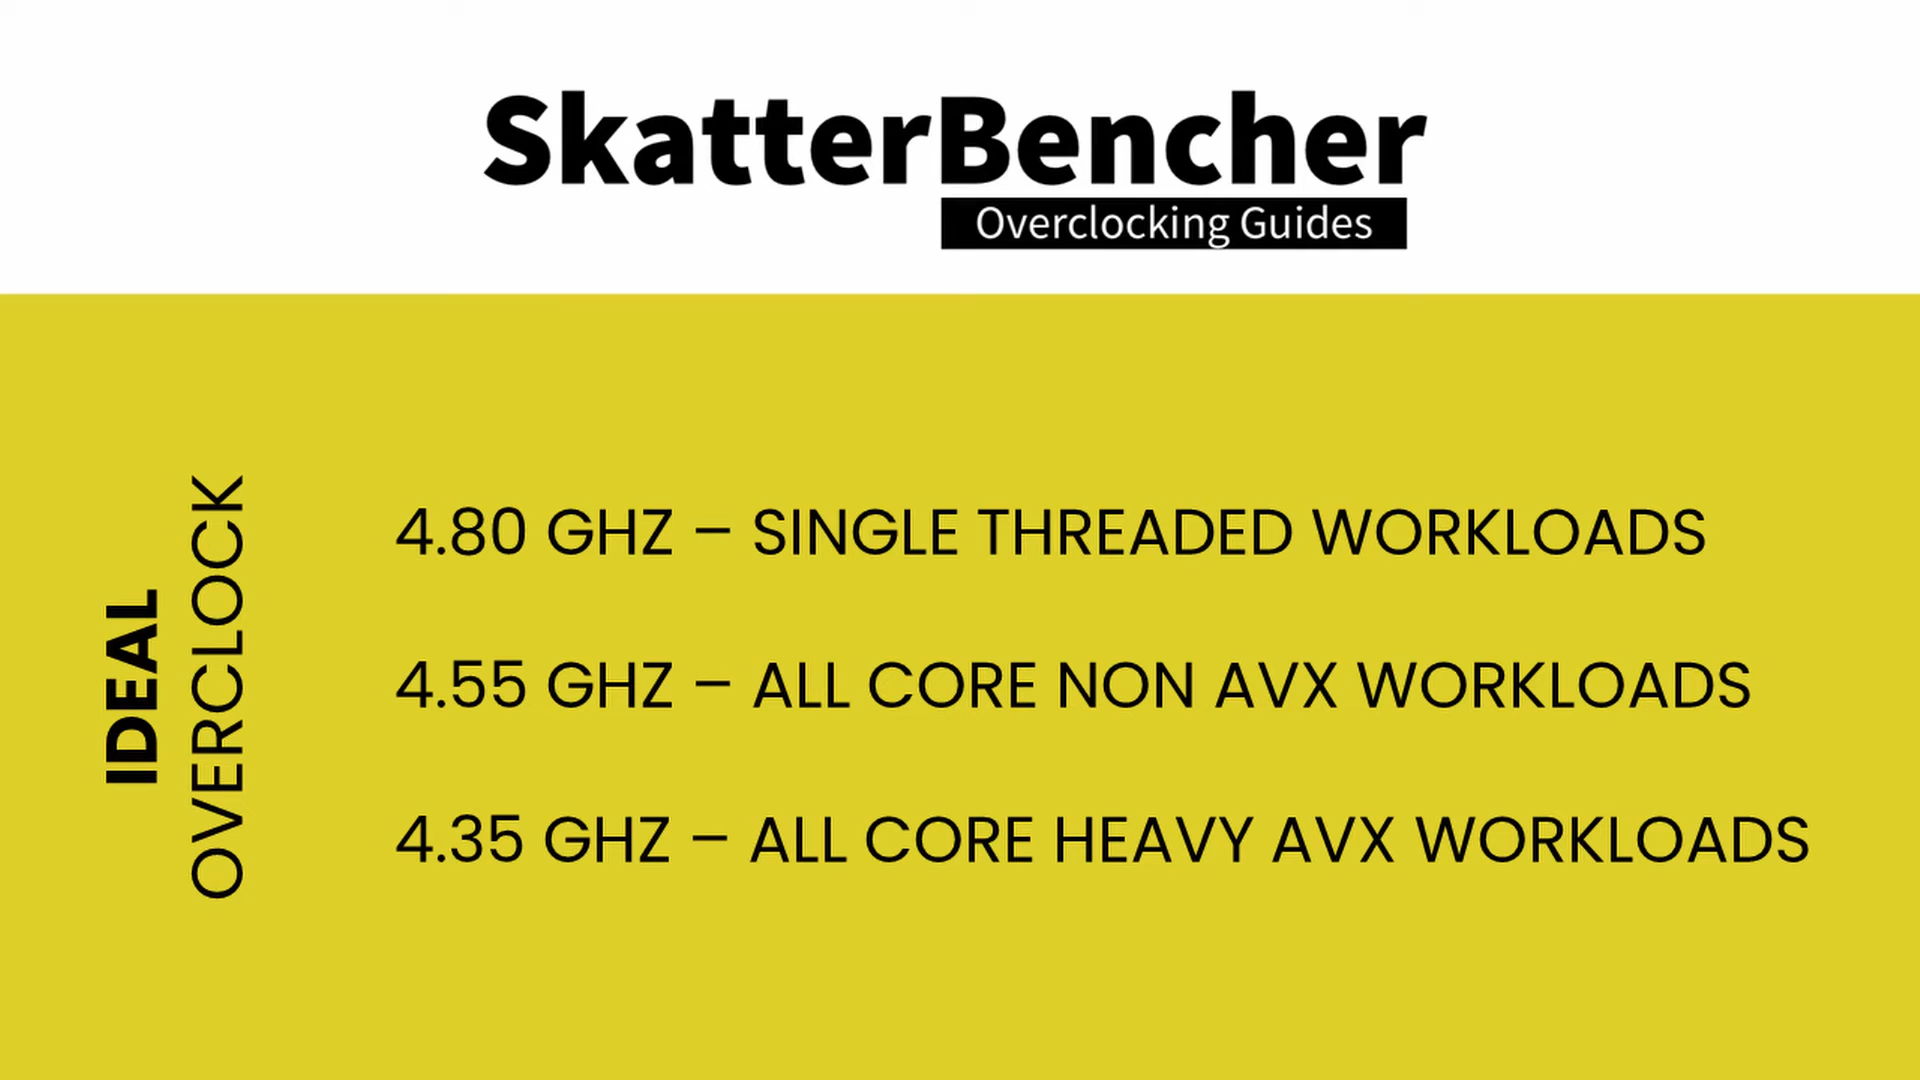 SkatterBencher
Overclocking Guides
IDEAL
OVERCLOCK
4.80 GHZ – SINGLE THREADED WORKLOADS
4.55 GHZ – ALL CORE NON AVX WORKLOADS
4.35 GHZ – ALL CORE HEAVY AVX WORKLOADS